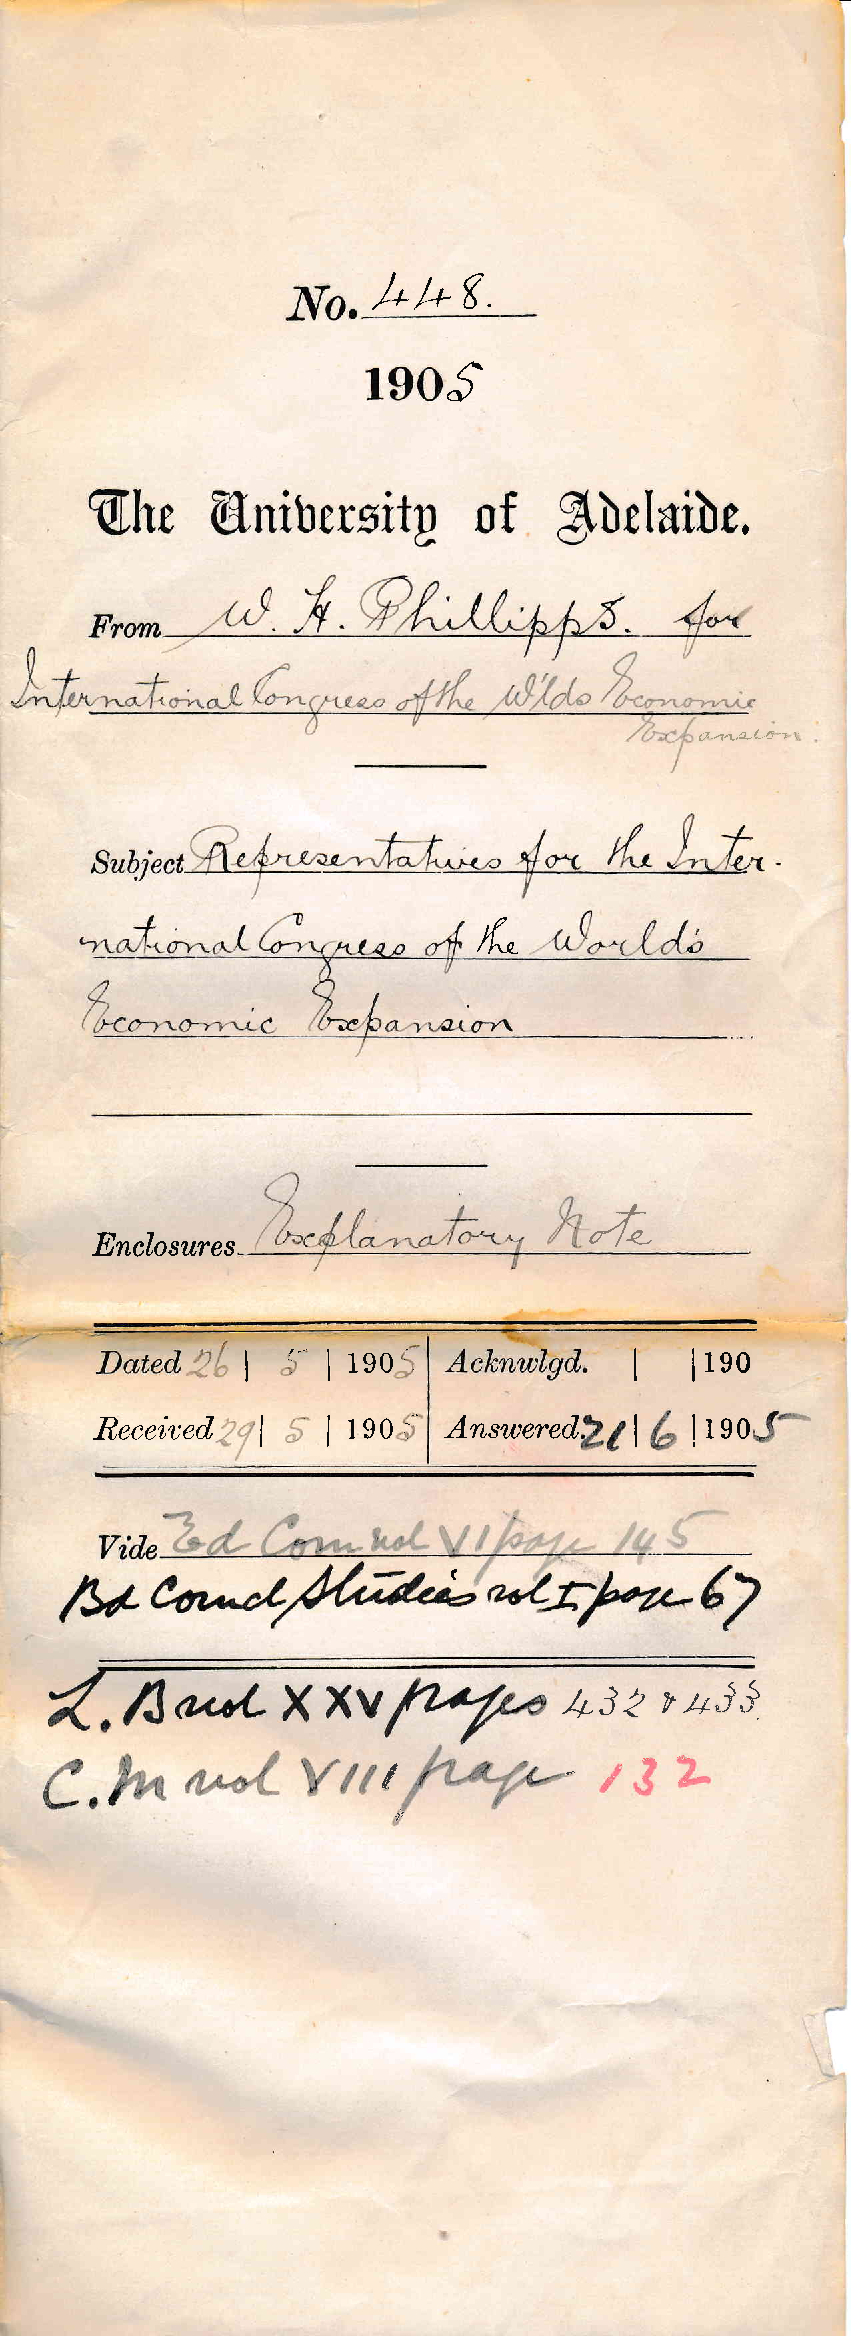 No. 448.
1905
The University of Adelaide.
From W. H. Phillipps. for
International Congress of the W'lds Economic
Expansion.
Subject Representatives for the Inter-
national Congress of the World's
Economic Expansion
Enclosures Explanatory Note
Dated 26 | 5 | 1905 Acknwlgd. | | 190
Received 29 | 5 | 1905 Answered. 21 | 6 | 1905
Vide Ed Com vol VI page 145
Bd Comcl Studies vol I page 67
L. B vol XXV pages 432 & 433
C. M vol VIII page 132